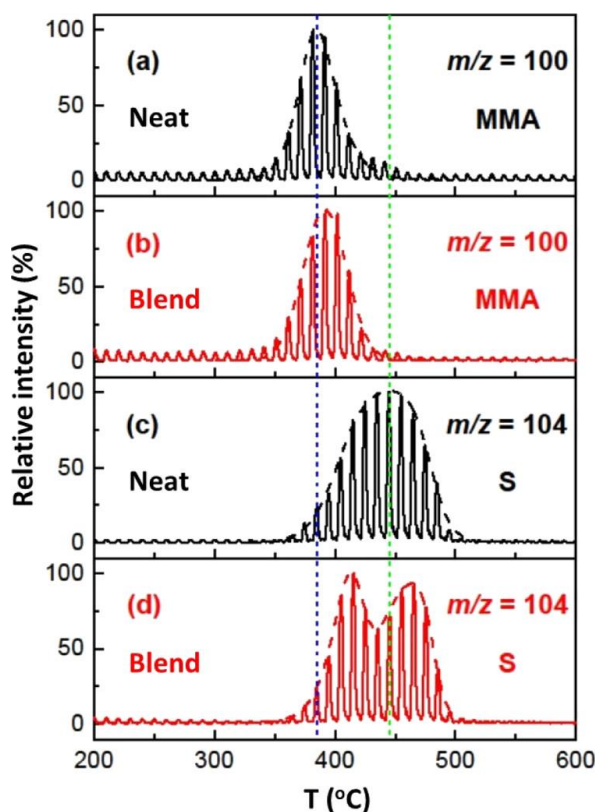 Relative intensity (%)
100
50
0
(a)
Neat
m/z = 100
MMA
100
50
0
(b)
Blend
m/z = 100
MMA
100
50
0
(c)
Neat
m/z = 104
S
100
50
0
(d)
Blend
m/z = 104
S
200 300 400 500 600
T (°C)